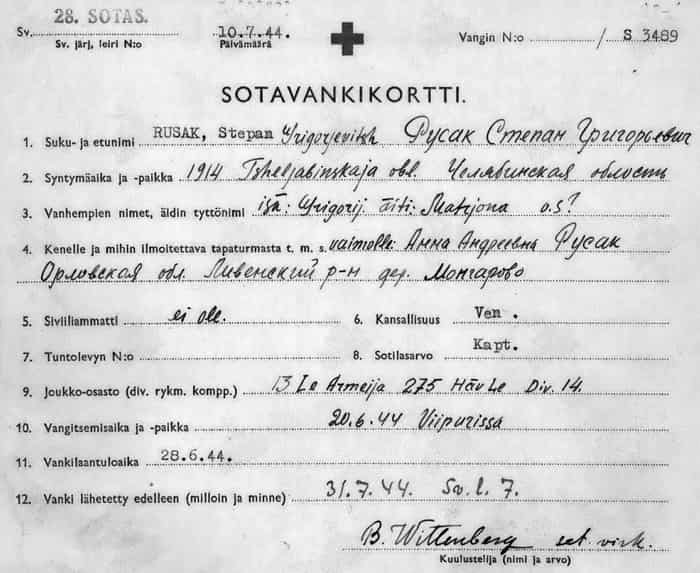 28. SOTAS.
Sv. 10.7.44. Vangin N:o / S 3489
Sv. järj, leiri N:o Päivämäärä
SOTAVANKIKORTTI.
1. Suku- ja etunimi RUSAK, Stepan Grigorjevitsh Русак Степан Григорьевич
2. Syntymäaika ja -paikka 1914 Tsheljabinskaja obl. Челябинская область
3. Vanhempien nimet, äidin tyttönimi isä: Grigorij. äiti: Matrjona o.s?
4. Kenelle ja mihin ilmoitettava tapaturmasta t. m. s. vaimolle: Анна Андреевна Русак
Орловская обл. Ливенский р-н дер. Монгарово
5. Siviiliammatti ei ole. 6. Kansallisuus Ven.
7. Tuntolevyn N:o 8. Sotilasarvo Kapt.
9. Joukko-osasto (div. rykm. kompp.) 13 Le Armeija 275 HävLe Div. 14.
10. Vangitsemisaika ja -paikka 20.6.44 Viipurissa
11. Vankilaantuloaika 28.6.44.
12. Vanki lähetetty edelleen (milloin ja minne) 31.7.44. Sv.l. 7.
B. Wittenberg sot. virk.
Kuulustelija (nimi ja arvo)